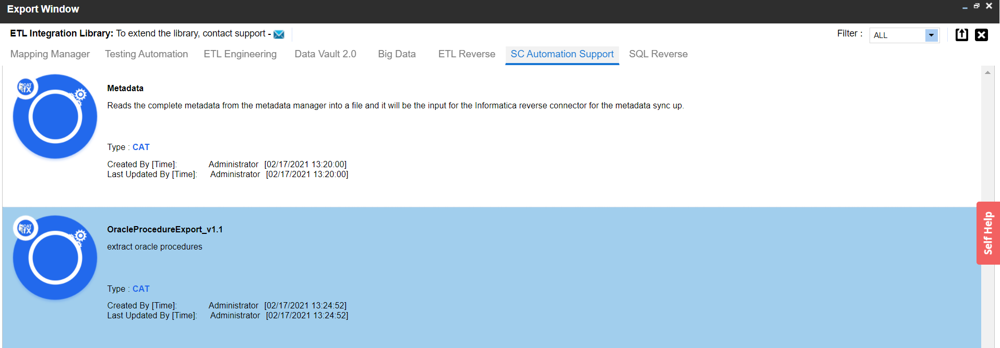 Export Window
ETL Integration Library: To extend the library, contact support -
Filter : ALL
Mapping Manager Testing Automation ETL Engineering Data Vault 2.0 Big Data ETL Reverse SC Automation Support SQL Reverse
CAT
fX
Metadata
Reads the complete metadata from the metadata manager into a file and it will be the input for the Informatica reverse connector for the metadata sync up.
Type : CAT
Created By [Time]: Administrator [02/17/2021 13:20:00]
Last Updated By [Time]: Administrator [02/17/2021 13:20:00]
Self Help
CAT
fX
OracleProcedureExport_v1.1
extract oracle procedures
Type : CAT
Created By [Time]: Administrator [02/17/2021 13:24:52]
Last Updated By [Time]: Administrator [02/17/2021 13:24:52]